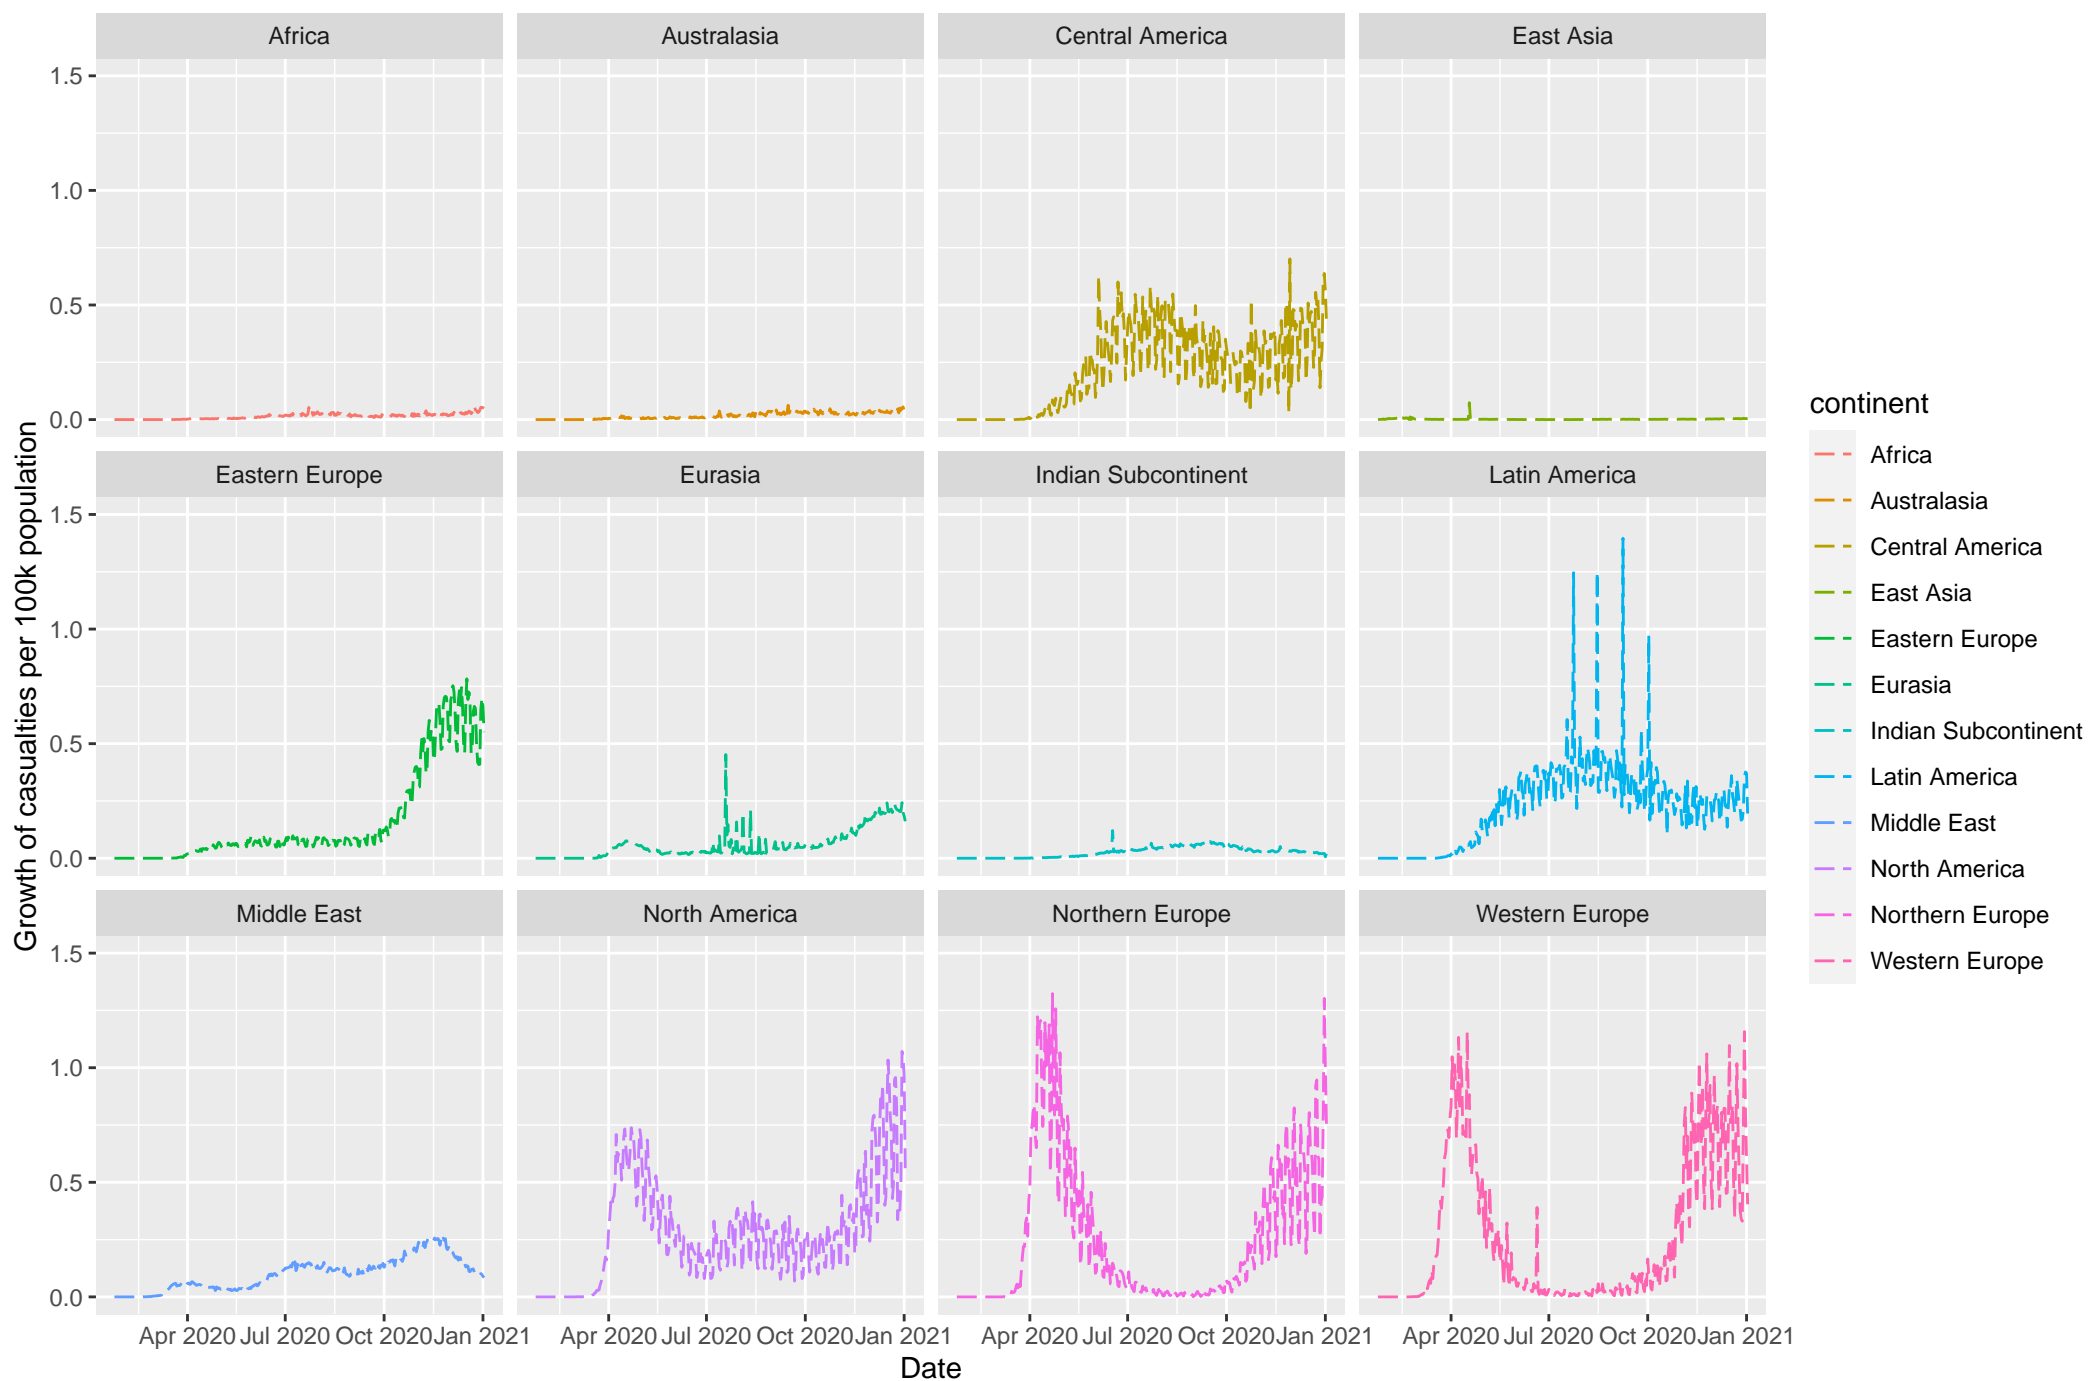 Africa
Australasia
Central America
East Asia
1.5
1.0
0.5
0.0
Eastern Europe
Eurasia
Indian Subcontinent
Latin America
1.5
1.0
0.5
0.0
Middle East
North America
Northern Europe
Western Europe
1.5
1.0
0.5
0.0
Apr 2020 Jul 2020 Oct 2020 Jan 2021
Apr 2020 Jul 2020 Oct 2020 Jan 2021
Apr 2020 Jul 2020 Oct 2020 Jan 2021
Apr 2020 Jul 2020 Oct 2020 Jan 2021
Date
Growth of casualties per 100k population
continent
Africa
Australasia
Central America
East Asia
Eastern Europe
Eurasia
Indian Subcontinent
Latin America
Middle East
North America
Northern Europe
Western Europe